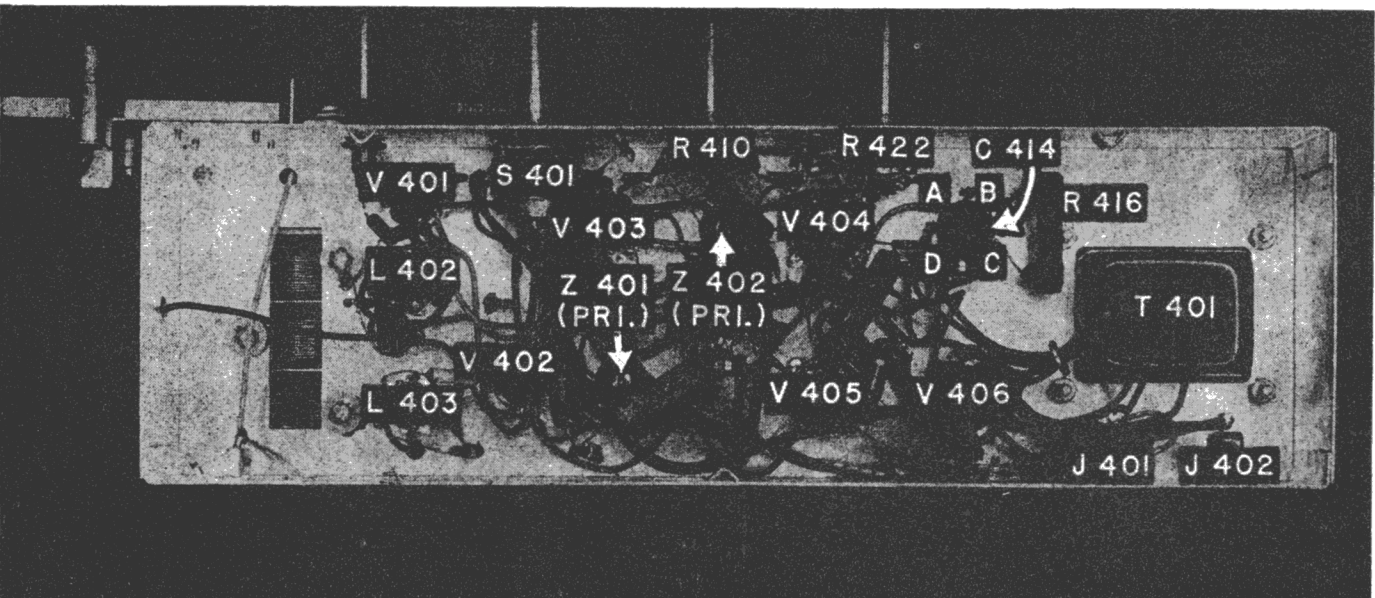 R 410
R 422
C 414
V 401
S 401
A
B
R 416
V 403
V 404
L 402
D
C
Z 401
(PRI.)
Z 402
(PRI.)
T 401
V 402
L 403
V 405
V 406
J 401
J 402